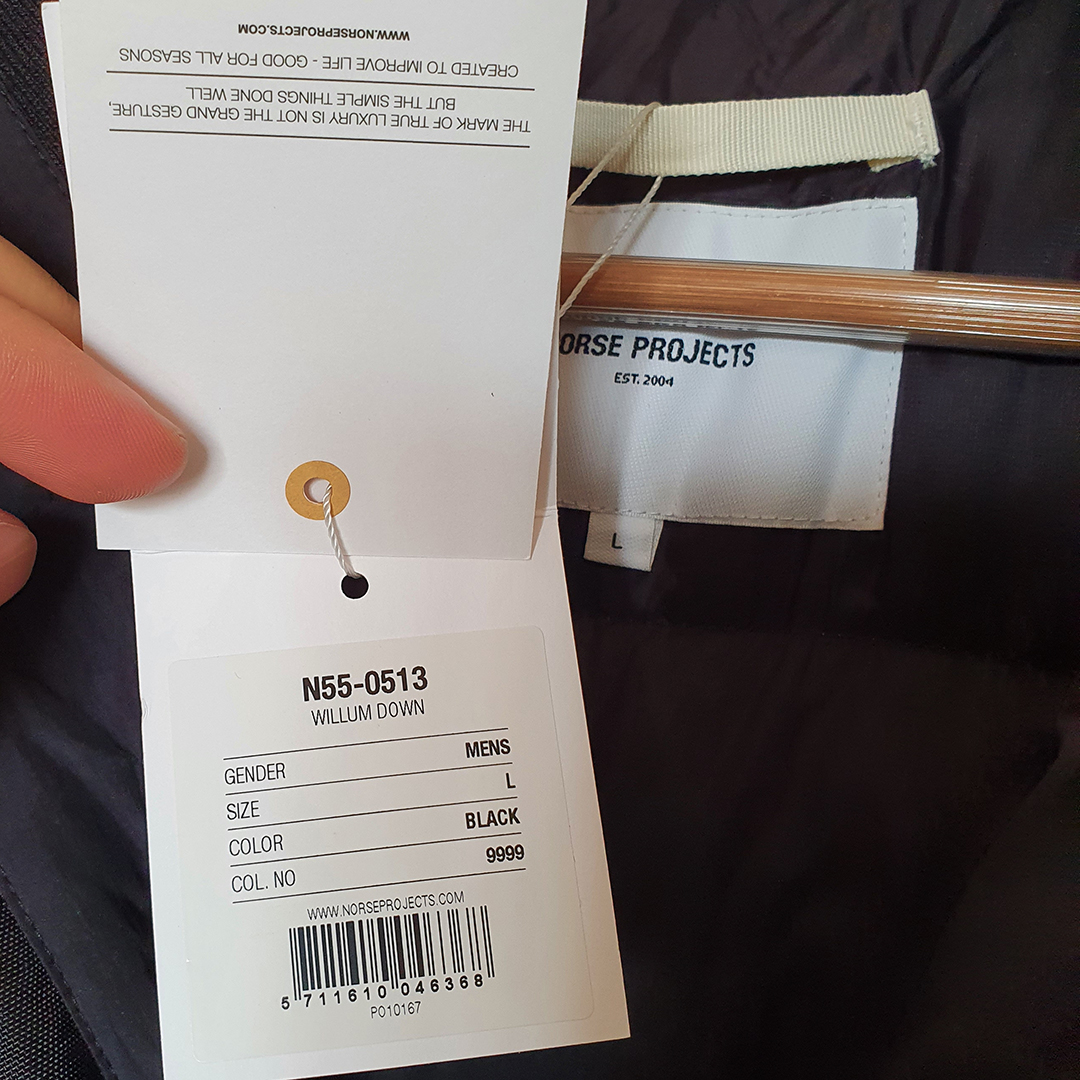 WWW.NORSEPROJECTS.COM
CREATED TO IMPROVE LIFE - GOOD FOR ALL SEASONS
THE MARK OF TRUE LUXURY IS NOT THE GRAND GESTURE,
BUT THE SIMPLE THINGS DONE WELL
ORSE PROJECTS
EST. 2004
L
N55-0513
WILLUM DOWN
GENDER MENS
SIZE L
COLOR BLACK
COL. NO 9999
WWW.NORSEPROJECTS.COM
5 711610 046368
PO10167